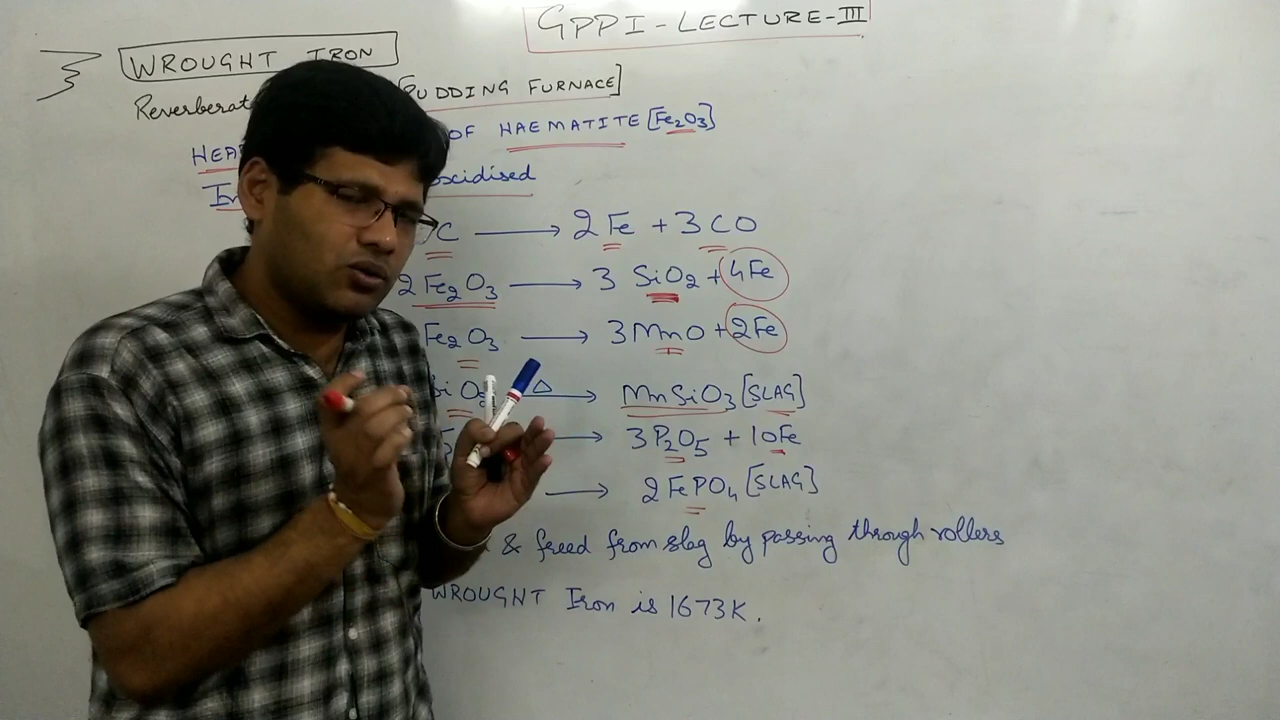 GPPI-LECTURE-III
WROUGHT IRON
Reverberat [PUDDING FURNACE]
HEA OF HAEMATITE [Fe2O3]
oxidised
C ⟶ 2Fe + 3CO
2Fe2O3 ⟶ 3 SiO2 + 4Fe
Fe2O3 ⟶ 3MnO + 2Fe
SiO2 △⟶ MnSiO3 [SLAG]
⟶ 3P2O5 + 10Fe
⟶ 2FePO4 [SLAG]
& freed from slag by passing through rollers
WROUGHT Iron is 1673K.